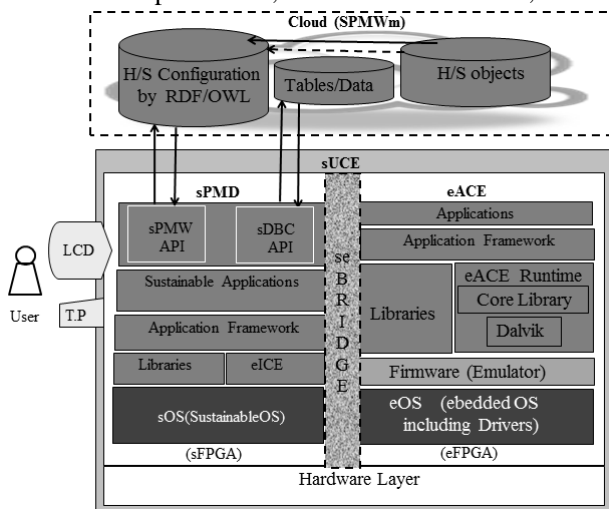 Cloud (SPMWm)
H/S Configuration
by RDF/OWL
Tables/Data
H/S objects
sUCE
sPMD
eACE
sPMW
API
sDBC
API
Applications
Application Framework
LCD
Sustainable Applications
eACE Runtime
Core Library
Libraries
Dalvik
User
T.P
Application Framework
Libraries
eICE
Firmware (Emulator)
se
B
R
I
D
G
E
sOS(SustainableOS)
eOS (ebedded OS
including Drivers)
(sFPGA)
(eFPGA)
Hardware Layer